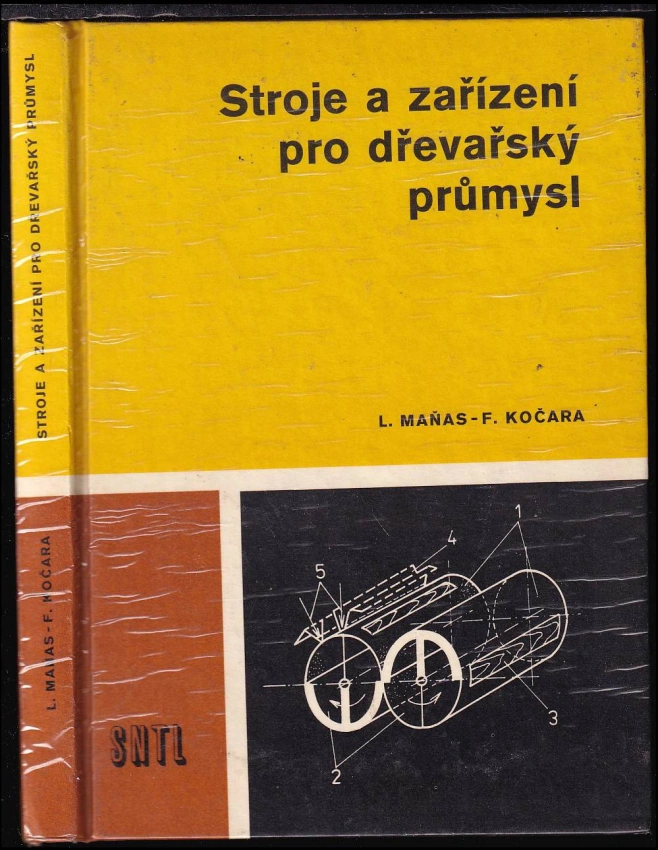 Stroje a zařízení
pro dřevařský
průmysl
L. MAŇAS-F. KOČARA
STROJE A ZAŘÍZENÍ PRO DŘEVAŘSKÝ PRŮMYSL
L. MAŇAS-F. KOČARA
SNTL
1
4
5
3
2